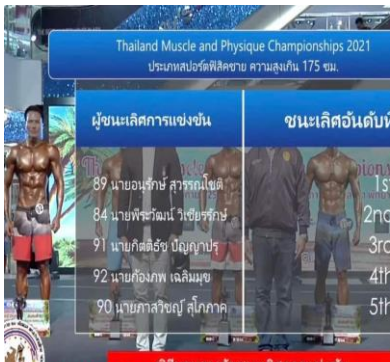 Thailand Muscle and Physique Championships 2021
ประเภทสปอร์ตฟิสิคชาย ความสูงเกิน 175 ซม.
ผู้ชนะเลิศการแข่งขัน ชนะเลิศอันดับที่
89 นายอนรักษ์ สุวรรณโชติ 1st
84 นายพีระวัฒน์ วิเชียรรักษ์ 2nd
91 นายกิตติธัช ปัญญาปรุ 3rd
92 นายก้องภพ เฉลิมมุข 4th
90 นายภาสวิชญ์ สุโภภาค 5th